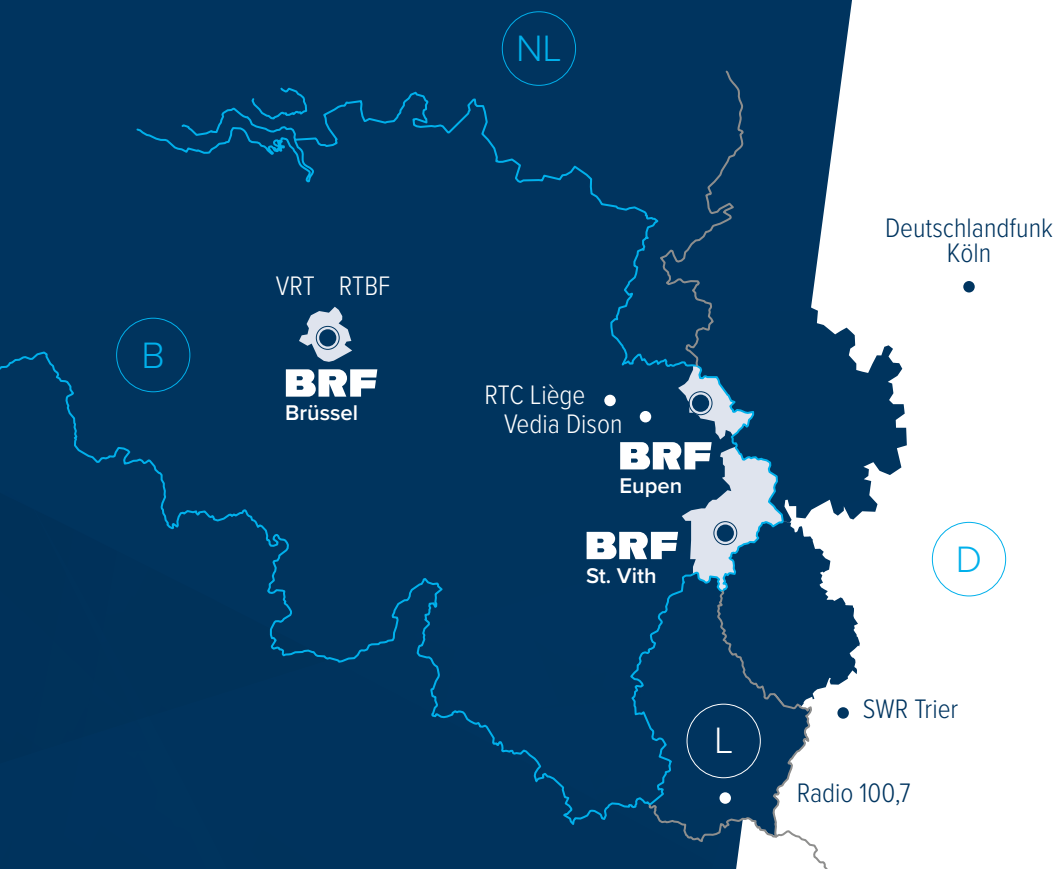 NL
Deutschlandfunk
Köln
VRT RTBF
B
BRF
Brüssel
RTC Liège
Vedia Dison
BRF
Eupen
BRF
St. Vith
D
SWR Trier
L
Radio 100,7